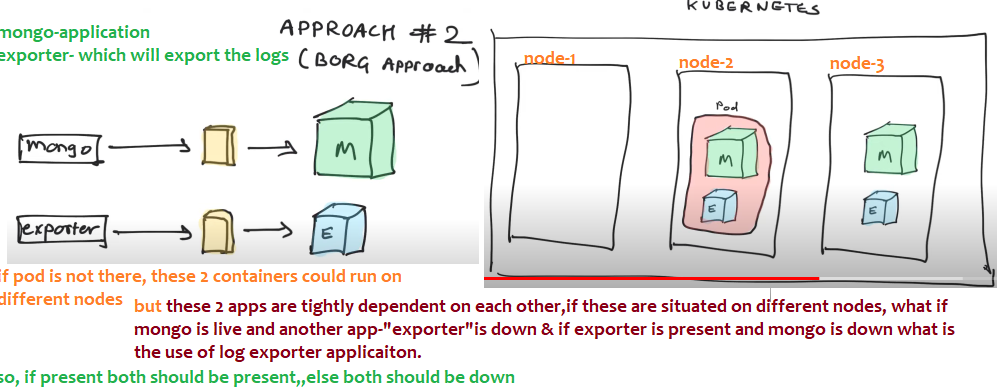 mongo-application
exporter- which will export the logs
APPROACH #2
(BORG Approach)
mongo
M
exporter
E
KUBERNETES
node-1
node-2
node-3
Pod
M
E
M
E
if pod is not there, these 2 containers could run on
different nodes
but these 2 apps are tightly dependent on each other,if these are situated on different nodes, what if
mongo is live and another app-"exporter"is down & if exporter is present and mongo is down what is
the use of log exporter applicaiton.
so, if present both should be present,,else both should be down